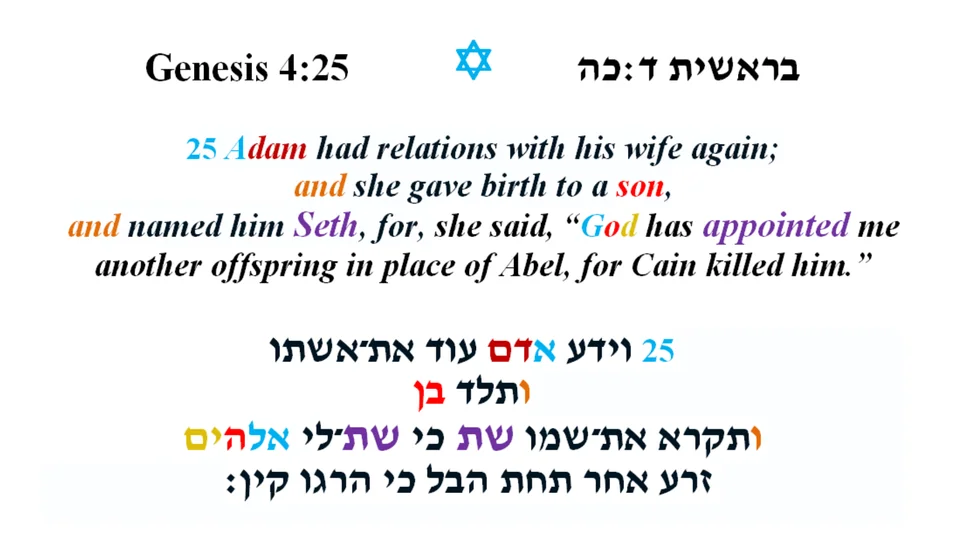 Genesis 4:25
בראשית ד:כה
25 Adam had relations with his wife again;
and she gave birth to a son,
and named him Seth, for, she said, “God has appointed me
another offspring in place of Abel, for Cain killed him.”
25 וידע אדם עוד את־אשתו
ותלד בן
ותקרא את־שמו שת כי שת־לי אלהים
זרע אחר תחת הבל כי הרגו קין: